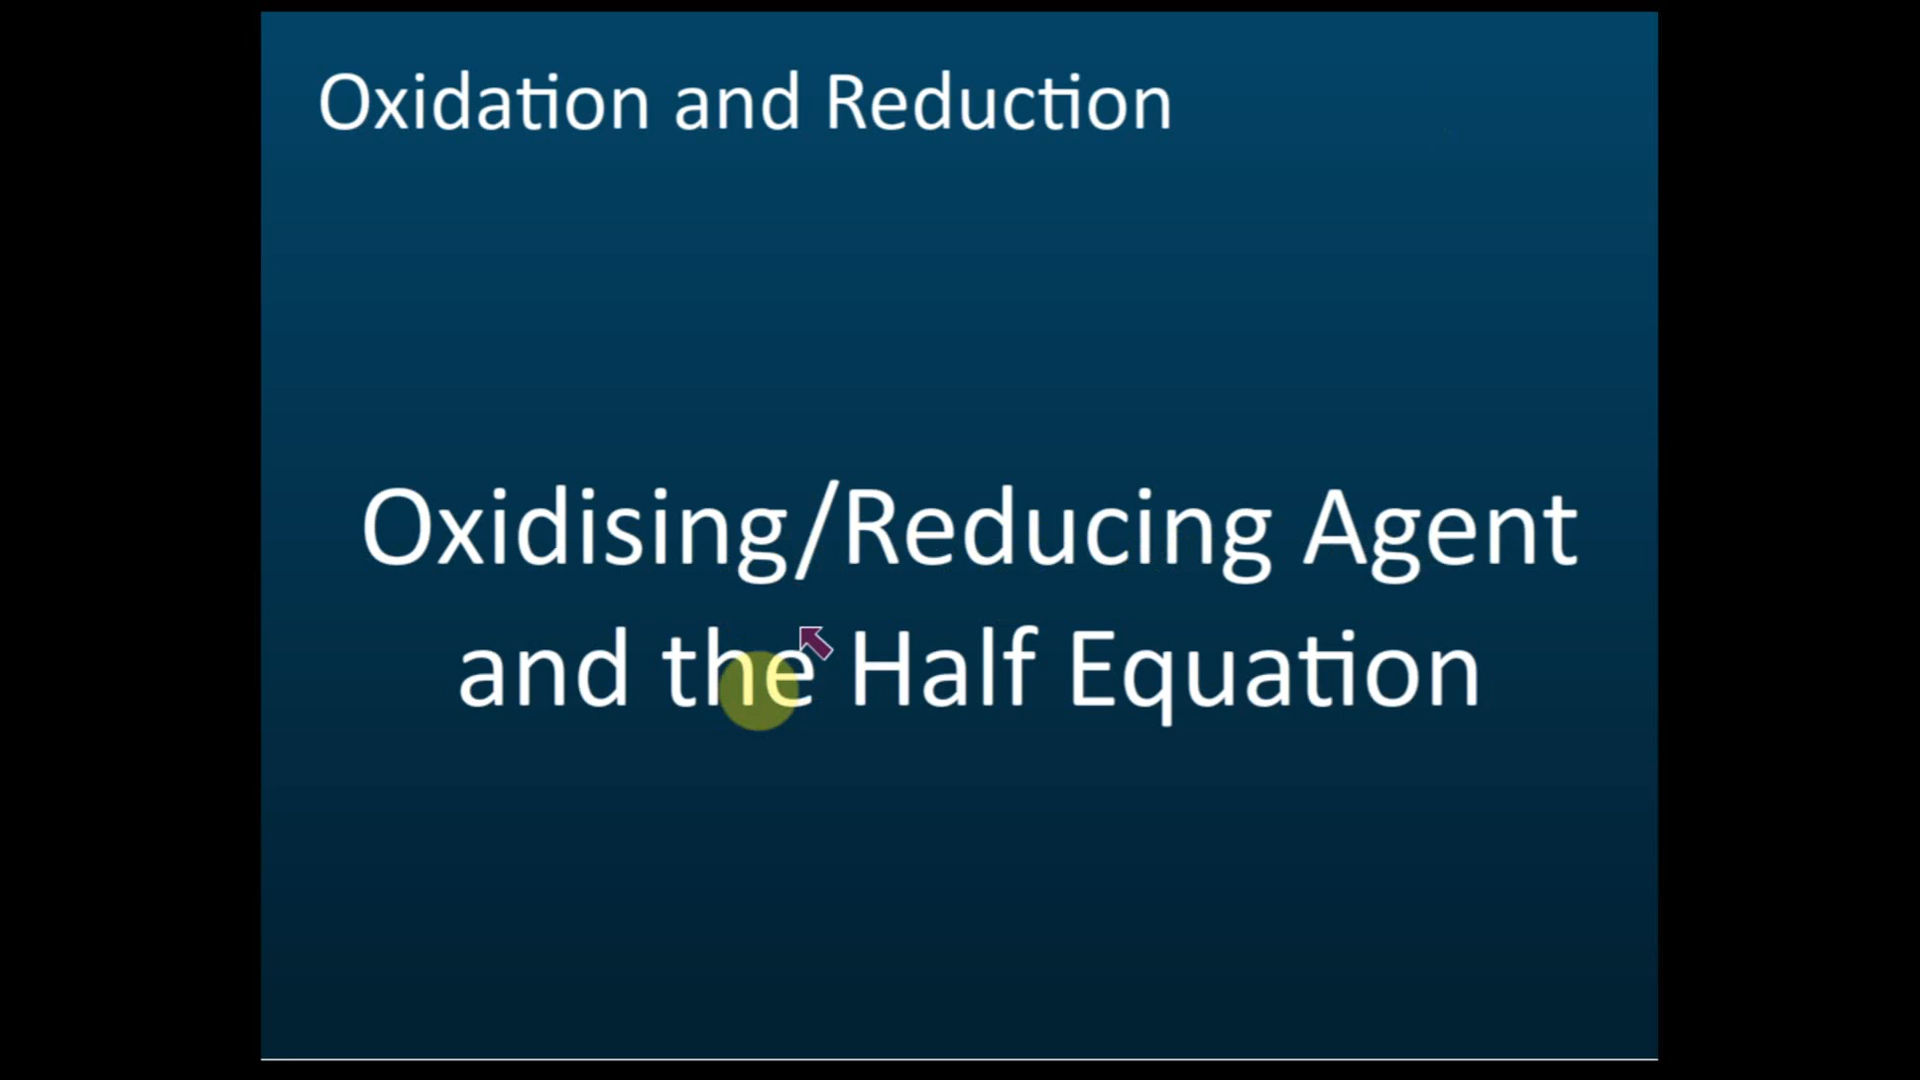 Oxidation and Reduction
Oxidising/Reducing Agent
and the Half Equation